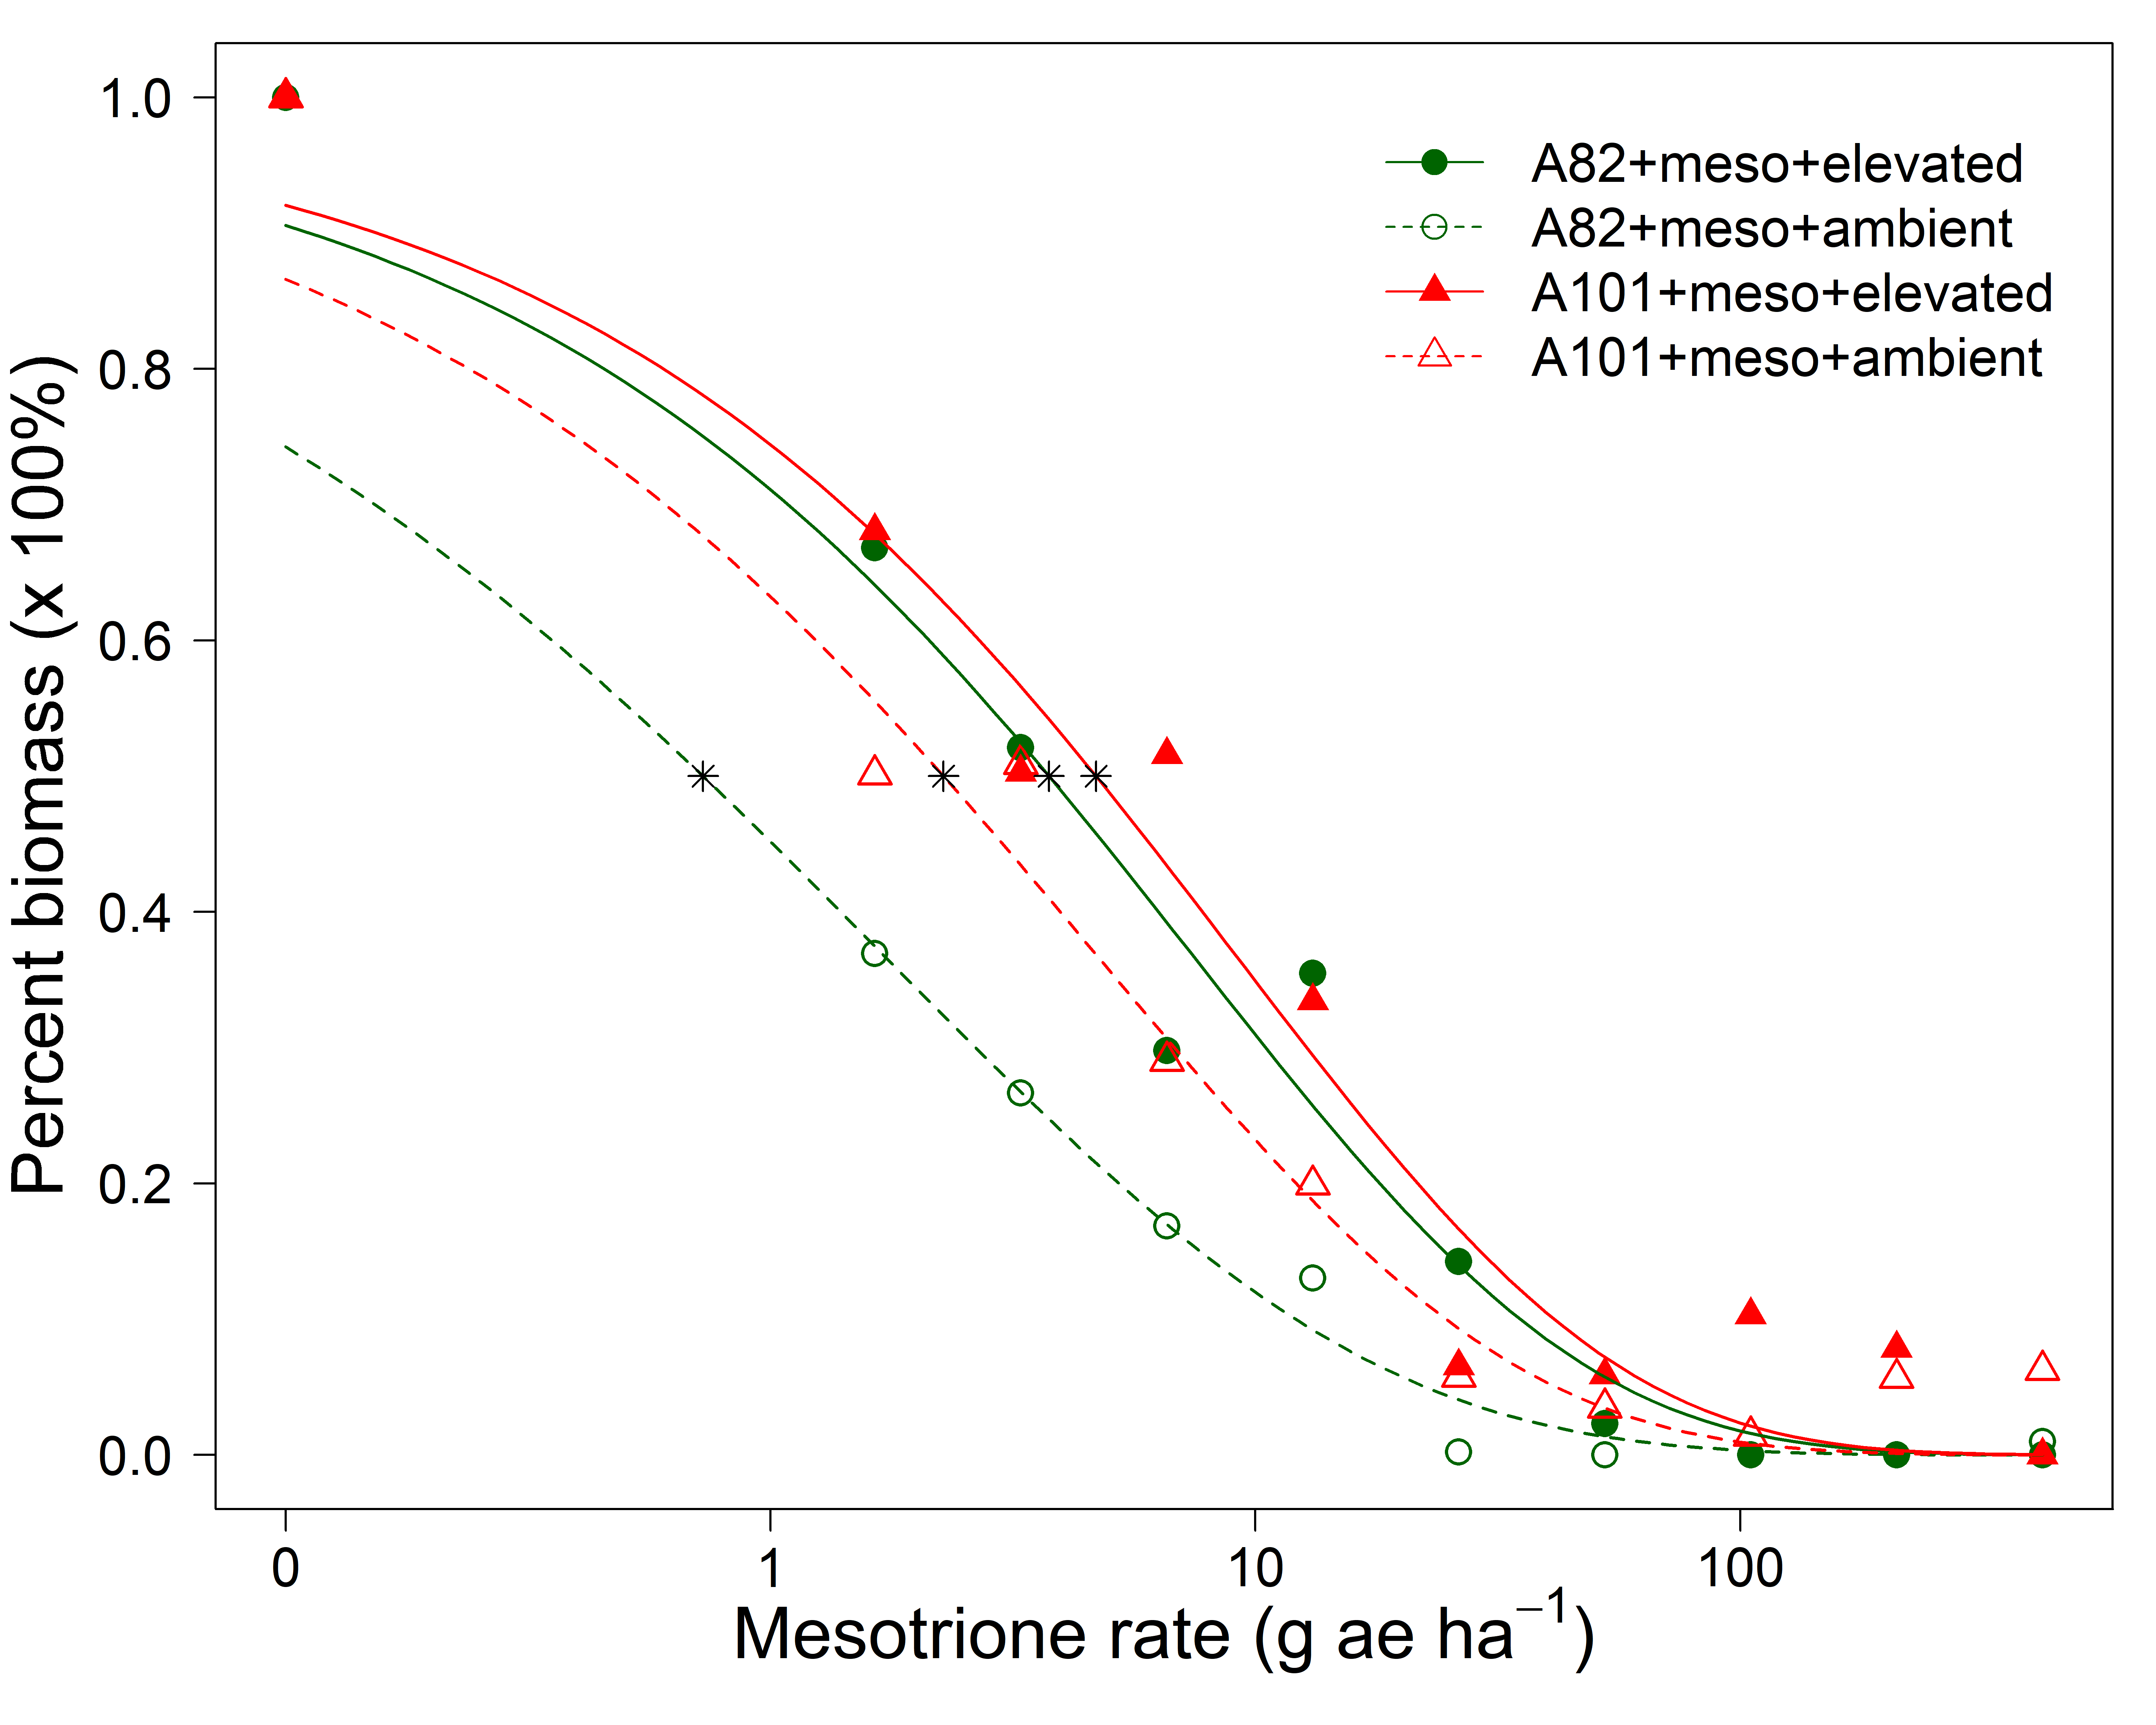 1.0
0.8
0.6
0.4
0.2
0.0
Percent biomass (x 100%)
A82+meso+elevated
A82+meso+ambient
A101+meso+elevated
A101+meso+ambient
0 1 10 100
Mesotrione rate (g ae ha⁻¹)